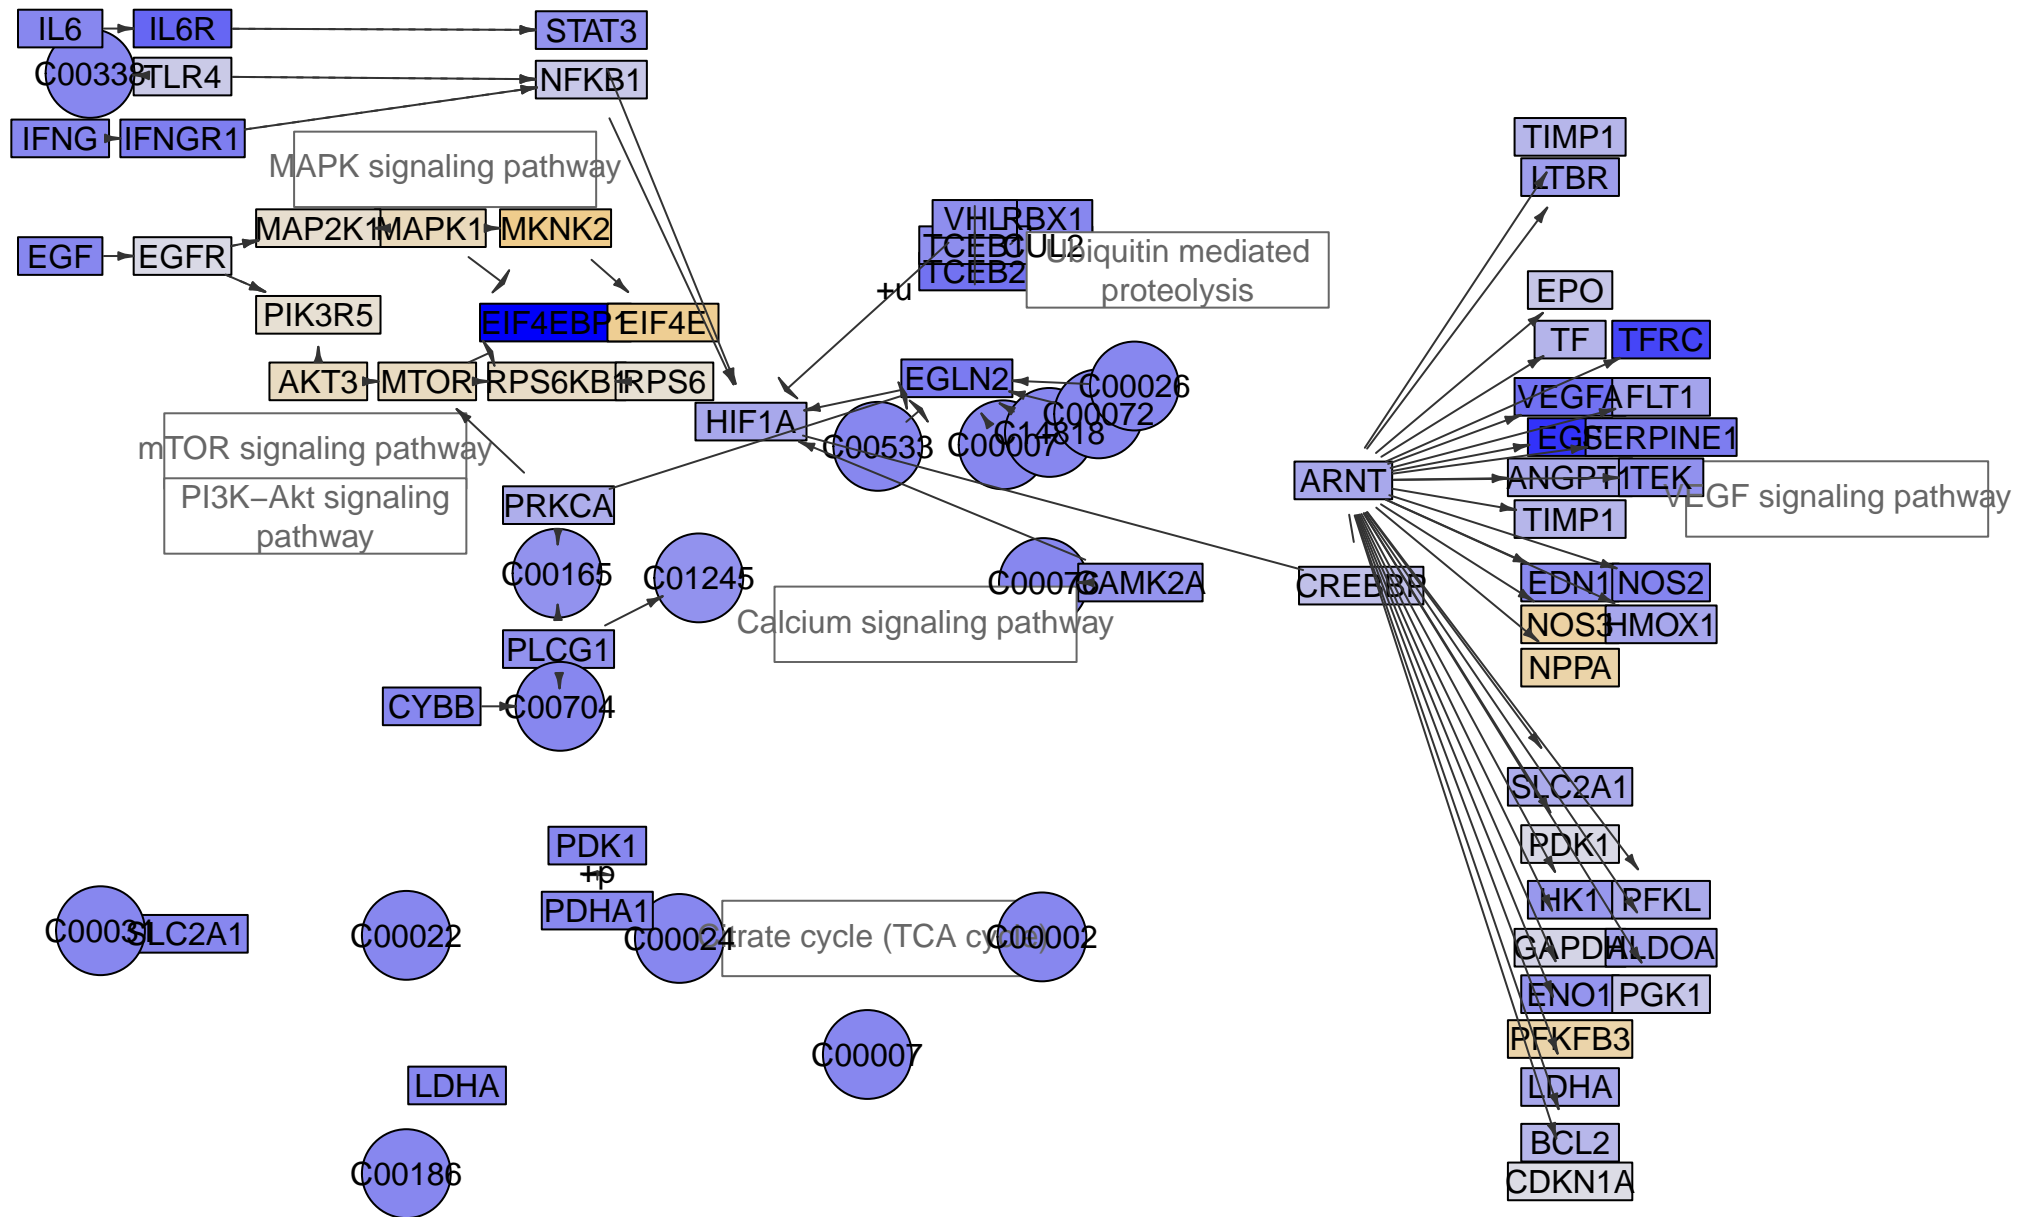 IL6
IL6R
STAT3
C00338
TLR4
NFKB1
IFNG
IFNGR1
MAPK signaling pathway
TIMP1
LTBR
MAP2K1
MAPK1
MKNK2
VHL
RBX1
TCEB1
CUL2
TCEB2
Ubiquitin mediated
proteolysis
+u
EGF
EGFR
PIK3R5
EIF4EBP1
EIF4E
EPO
TF
TFRC
AKT3
MTOR
RPS6KB1
RPS6
EGLN2
C00026
C00072
C14818
C00007
C00533
HIF1A
VEGFA
FLT1
EGF
SERPINE1
mTOR signaling pathway
PI3K–Akt signaling
pathway
PRKCA
ARNT
ANGPT1
TEK
VEGF signaling pathway
TIMP1
C00165
C01245
C00076
CAMK2A
CREBBP
EDN1
NOS2
Calcium signaling pathway
NOS3
HMOX1
PLCG1
NPPA
CYBB
C00704
SLC2A1
PDK1
+p
PDHA1
PDK1
HK1
PFKL
C00031
SLC2A1
C00022
C00024
Citrate cycle (TCA cycle)
C00002
GAPDH
ALDOA
ENO1
PGK1
PFKFB3
C00007
LDHA
LDHA
BCL2
C00186
CDKN1A